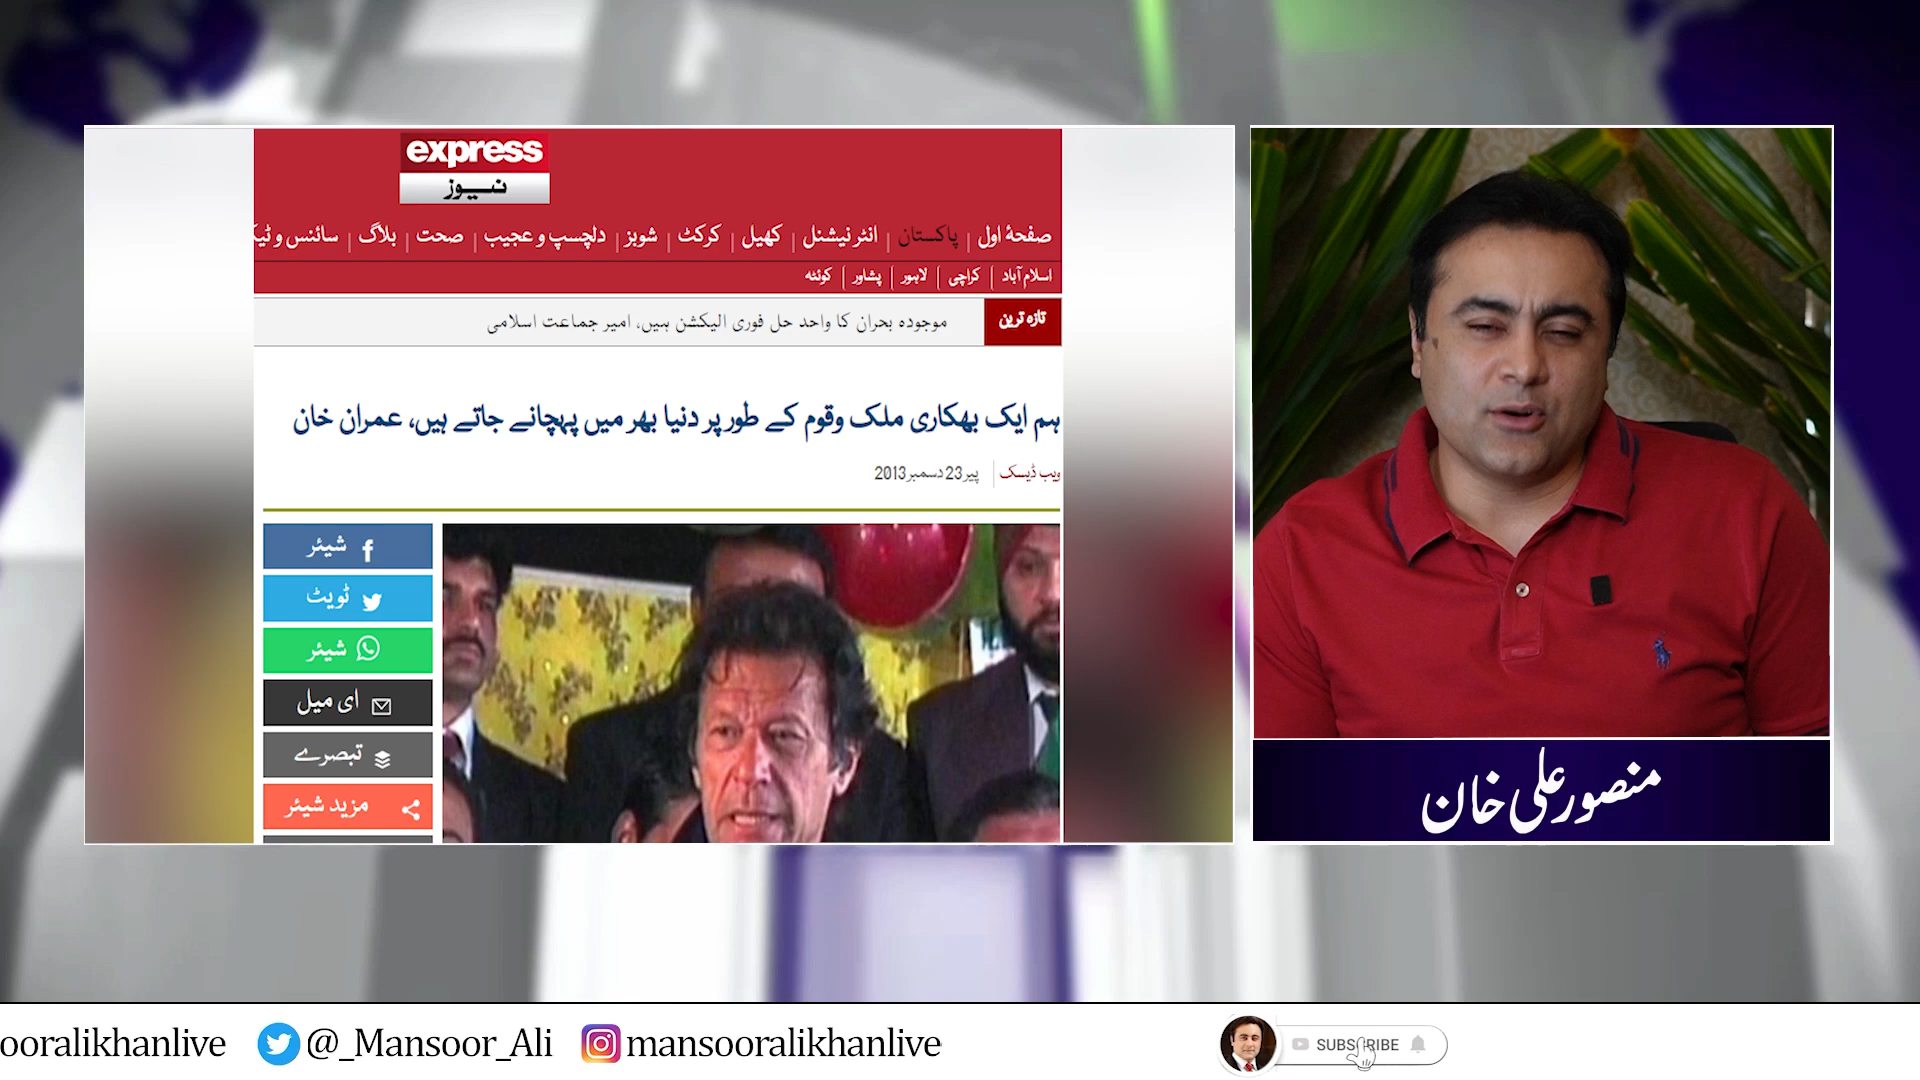 express
نیوز
صفحۂ اول | پاکستان | انٹر نیشنل | کھیل | کرکٹ | شوبز | دلچسپ و عجیب | صحت | بلاگ | سائنس و ٹیک
اسلام آباد | کراچی | لاہور | پشاور | کوئٹہ
تازہ ترین
موجودہ بحران کا واحد حل فوری الیکشن ہیں، امیر جماعت اسلامی
ہم ایک بھکاری ملک وقوم کے طور پر دنیا بھر میں پہچانے جاتے ہیں، عمران خان
ویب ڈیسک | پیر 23 دسمبر 2013
شیئر
ٹویٹ
شیئر
ای میل
تبصرے
مزید شیئر
منصور علی خان
ooralikhanlive @_Mansoor_Ali mansooralikhanlive SUBSCRIBE